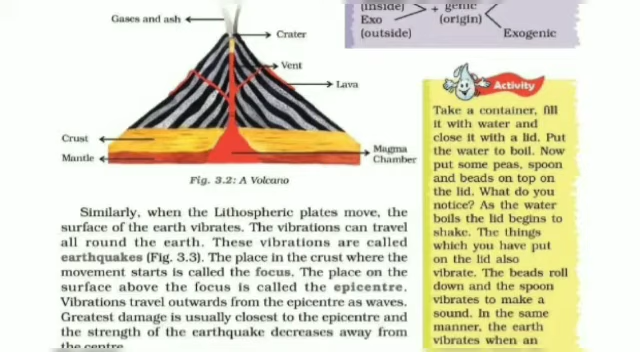 (inside)
Exo + genic
(outside) (origin)
Exogenic
Gases and ash
Crater
Vent
Lava
Crust
Mantle
Magma
Chamber
Fig. 3.2: A Volcano
Similarly, when the Lithospheric plates move, the
surface of the earth vibrates. The vibrations can travel
all round the earth. These vibrations are called
earthquakes (Fig. 3.3). The place in the crust where the
movement starts is called the focus. The place on the
surface above the focus is called the epicentre.
Vibrations travel outwards from the epicentre as waves.
Greatest damage is usually closest to the epicentre and
the strength of the earthquake decreases away from
the centre
Activity
Take a container, fill
it with water and
close it with a lid. Put
the water to boil. Now
put some peas, spoon
and beads on top on
the lid. What do you
notice? As the water
boils the lid begins to
shake. The things
which you have put
on the lid also
vibrate. The beads roll
down and the spoon
vibrates to make a
sound. In the same
manner, the earth
vibrates when an